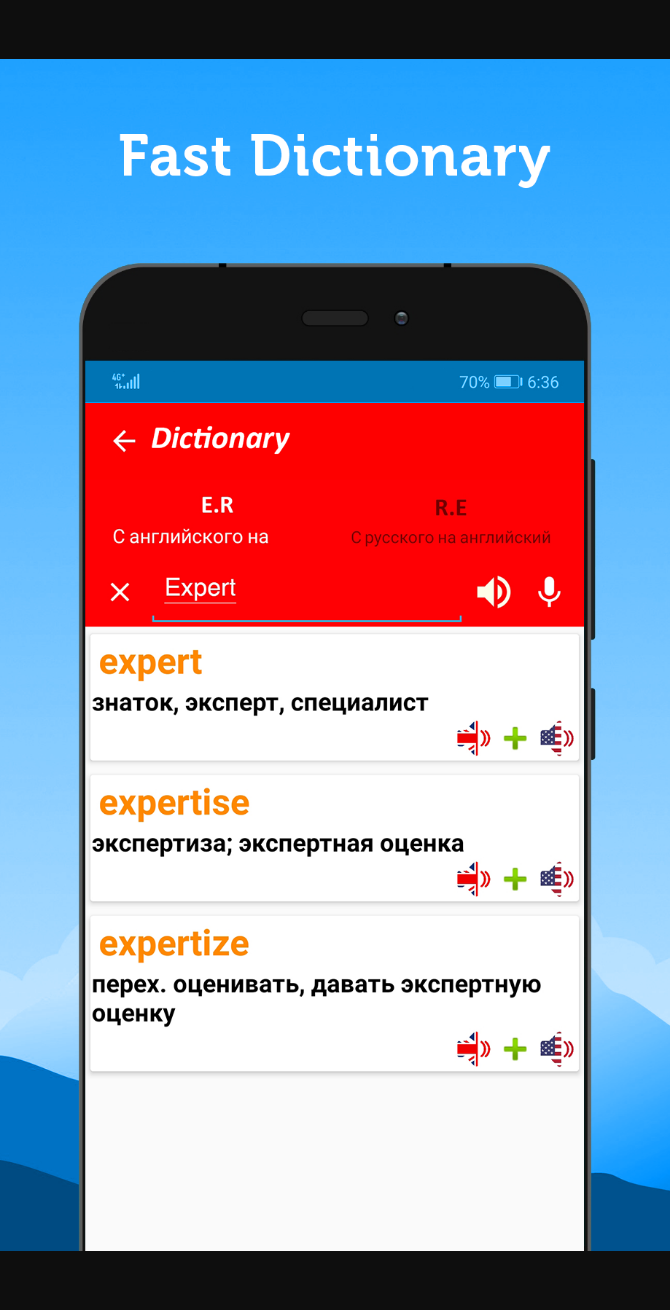 Fast Dictionary
4G+
70% 6:36
Dictionary
E.R
R.E
С английского на
С русского на английский
Expert
expert
знаток, эксперт, специалист
expertise
экспертиза; экспертная оценка
expertize
перех. оценивать, давать экспертную
оценку